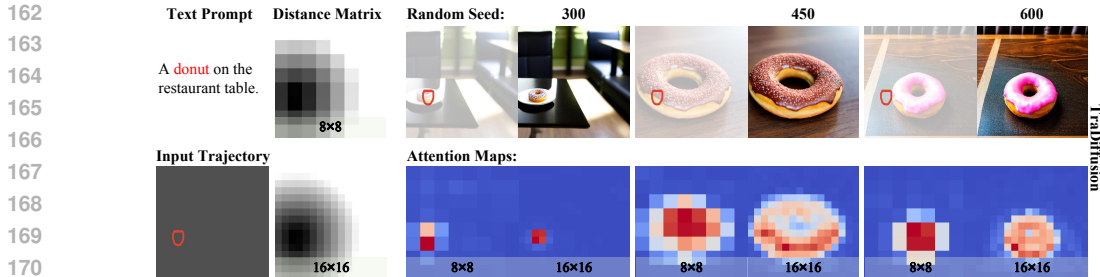 162
163
164
165
166
167
168
169
170
Text Prompt
Distance Matrix
Random Seed:
300
450
600
A donut on the
restaurant table.
8×8
TraDiffusion
Input Trajectory
Attention Maps:
16×16
8×8
16×16
8×8
16×16
8×8
16×16